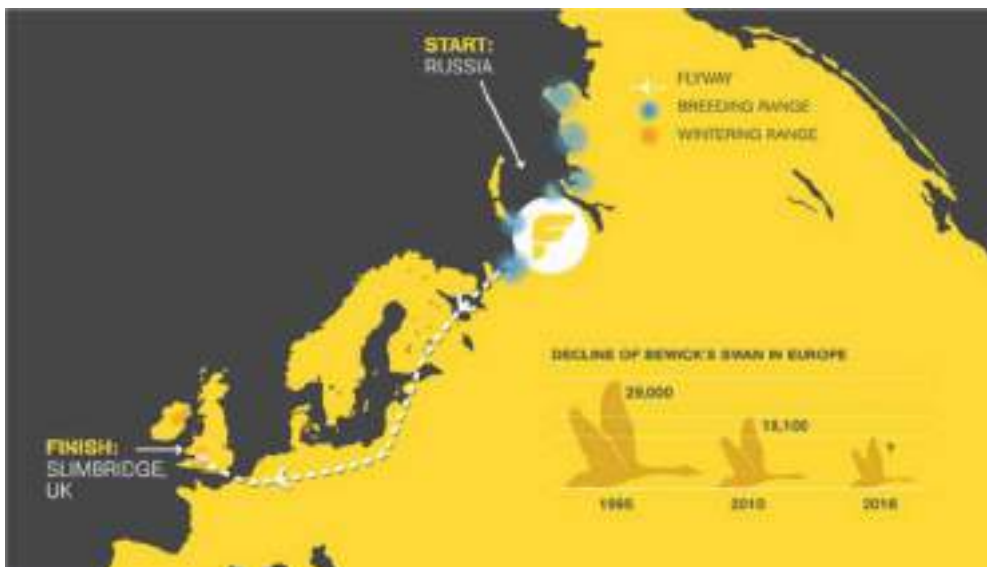 START:
RUSSIA
FLYWAY
BREEDING RANGE
WINTERING RANGE
DECLINE OF BEWICK'S SWAN IN EUROPE
29,000
18,100
?
1995
2010
2016
FINISH:
SLIMBRIDGE,
UK